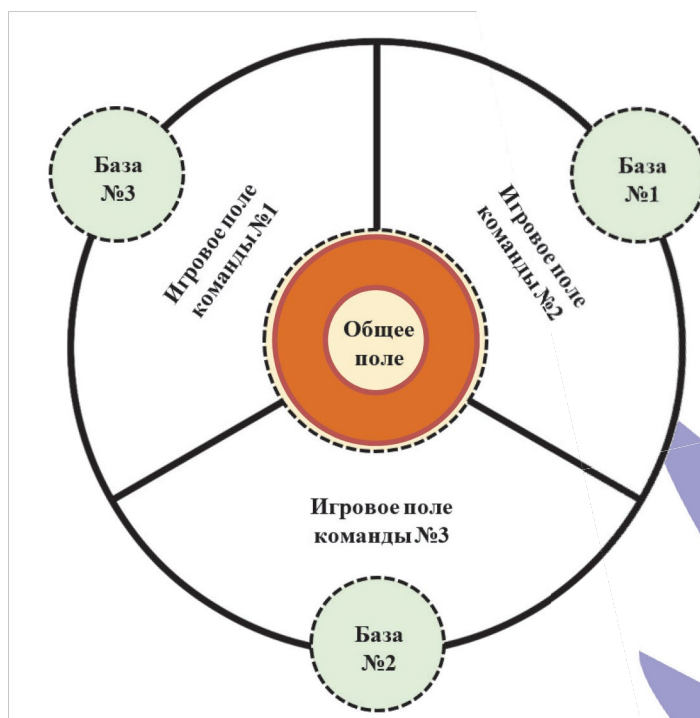 База
№3
База
№1
Игровое поле
команды №1
Игровое поле
команды №2
Общее
поле
Игровое поле
команды №3
База
№2